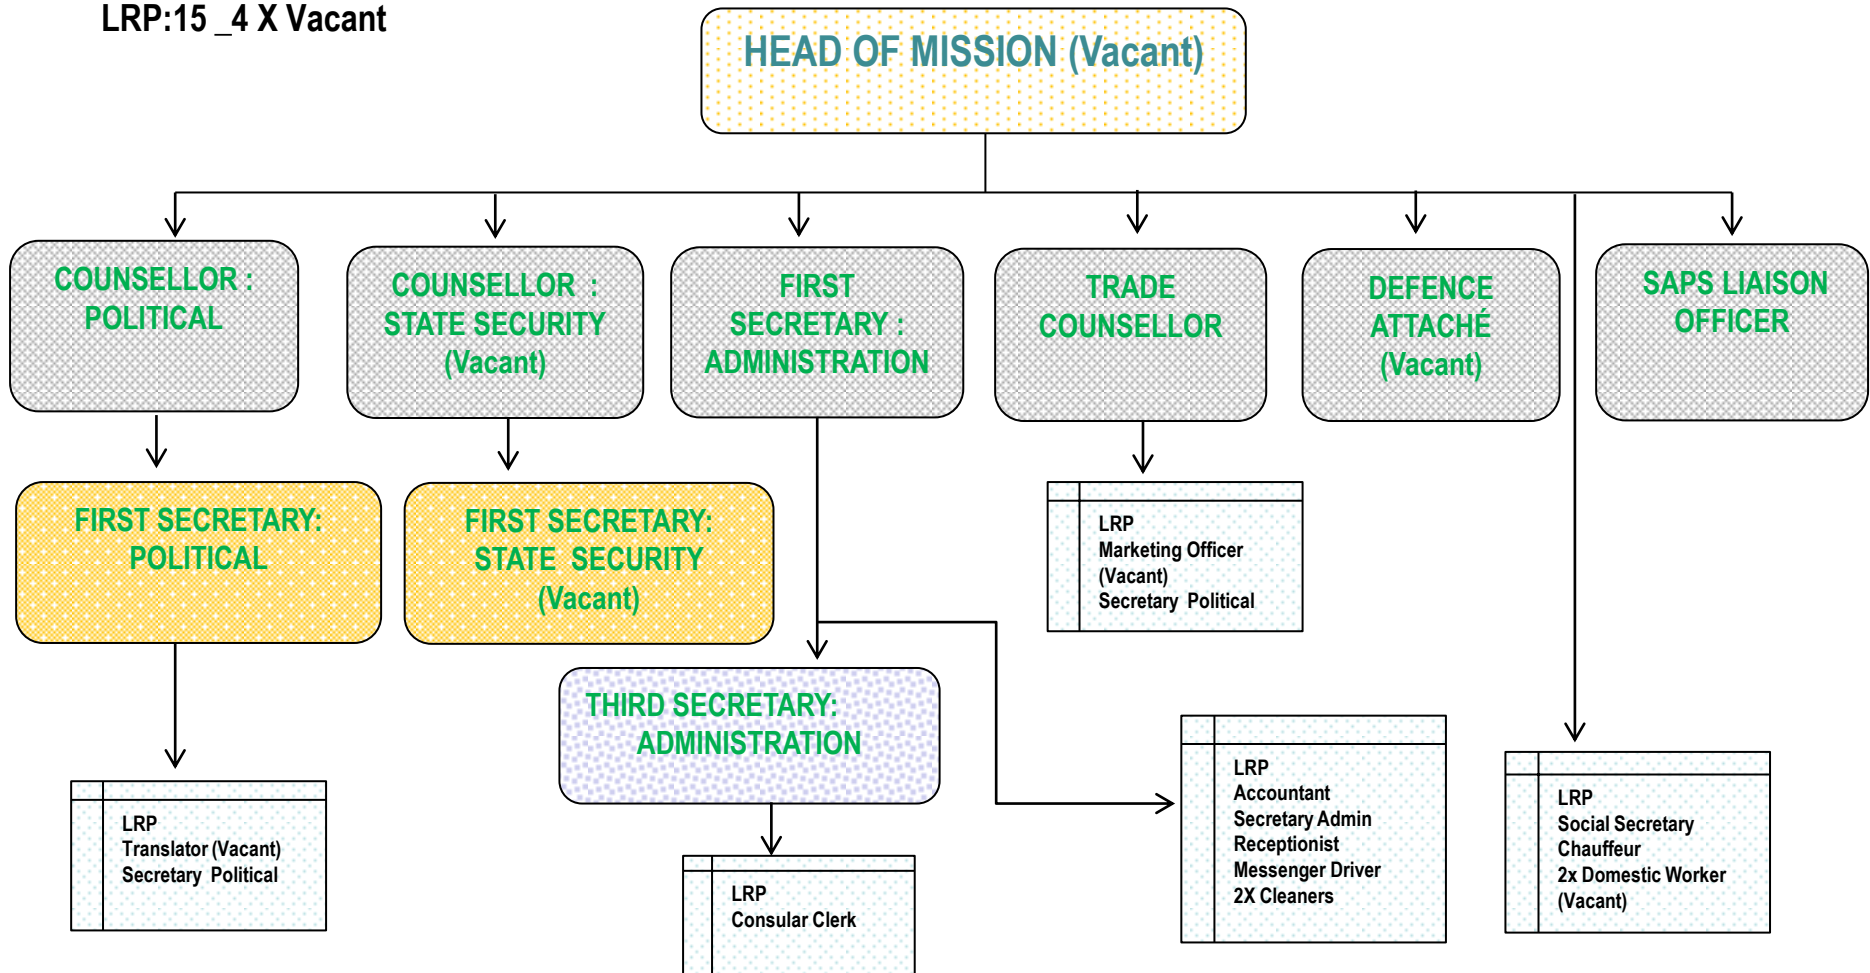 LRP:15 _4 X Vacant
HEAD OF MISSION (Vacant)
COUNSELLOR :
POLITICAL
COUNSELLOR :
STATE SECURITY
(Vacant)
FIRST
SECRETARY :
ADMINISTRATION
TRADE
COUNSELLOR
DEFENCE
ATTACHÉ
(Vacant)
SAPS LIAISON
OFFICER
FIRST SECRETARY:
POLITICAL
FIRST SECRETARY:
STATE SECURITY
(Vacant)
LRP
Marketing Officer
(Vacant)
Secretary Political
THIRD SECRETARY:
ADMINISTRATION
LRP
Translator (Vacant)
Secretary Political
LRP
Consular Clerk
LRP
Accountant
Secretary Admin
Receptionist
Messenger Driver
2X Cleaners
LRP
Social Secretary
Chauffeur
2x Domestic Worker
(Vacant)